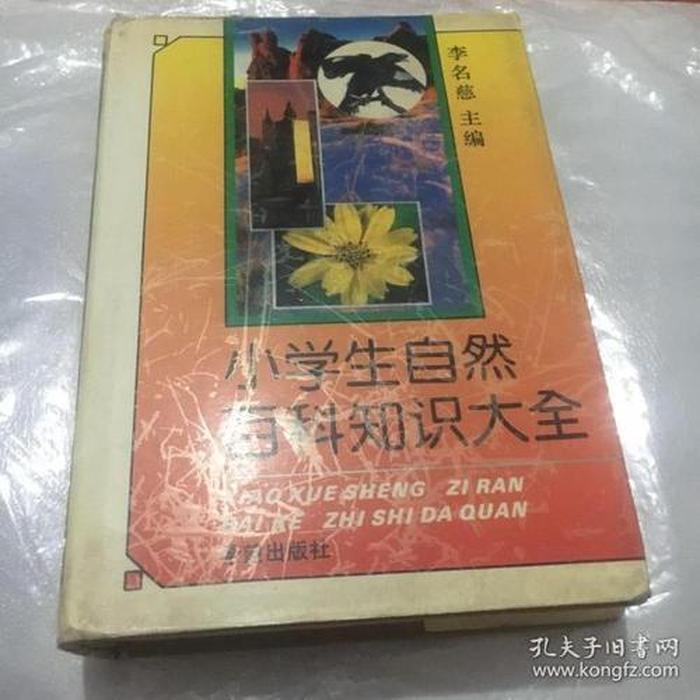 李名慈 主编
小学生自然
百科知识大全
XIAO XUE SHENG ZI RAN
BAI KE ZHI SHI DA QUAN
出版社
孔夫子旧书网
www.kongfz.com